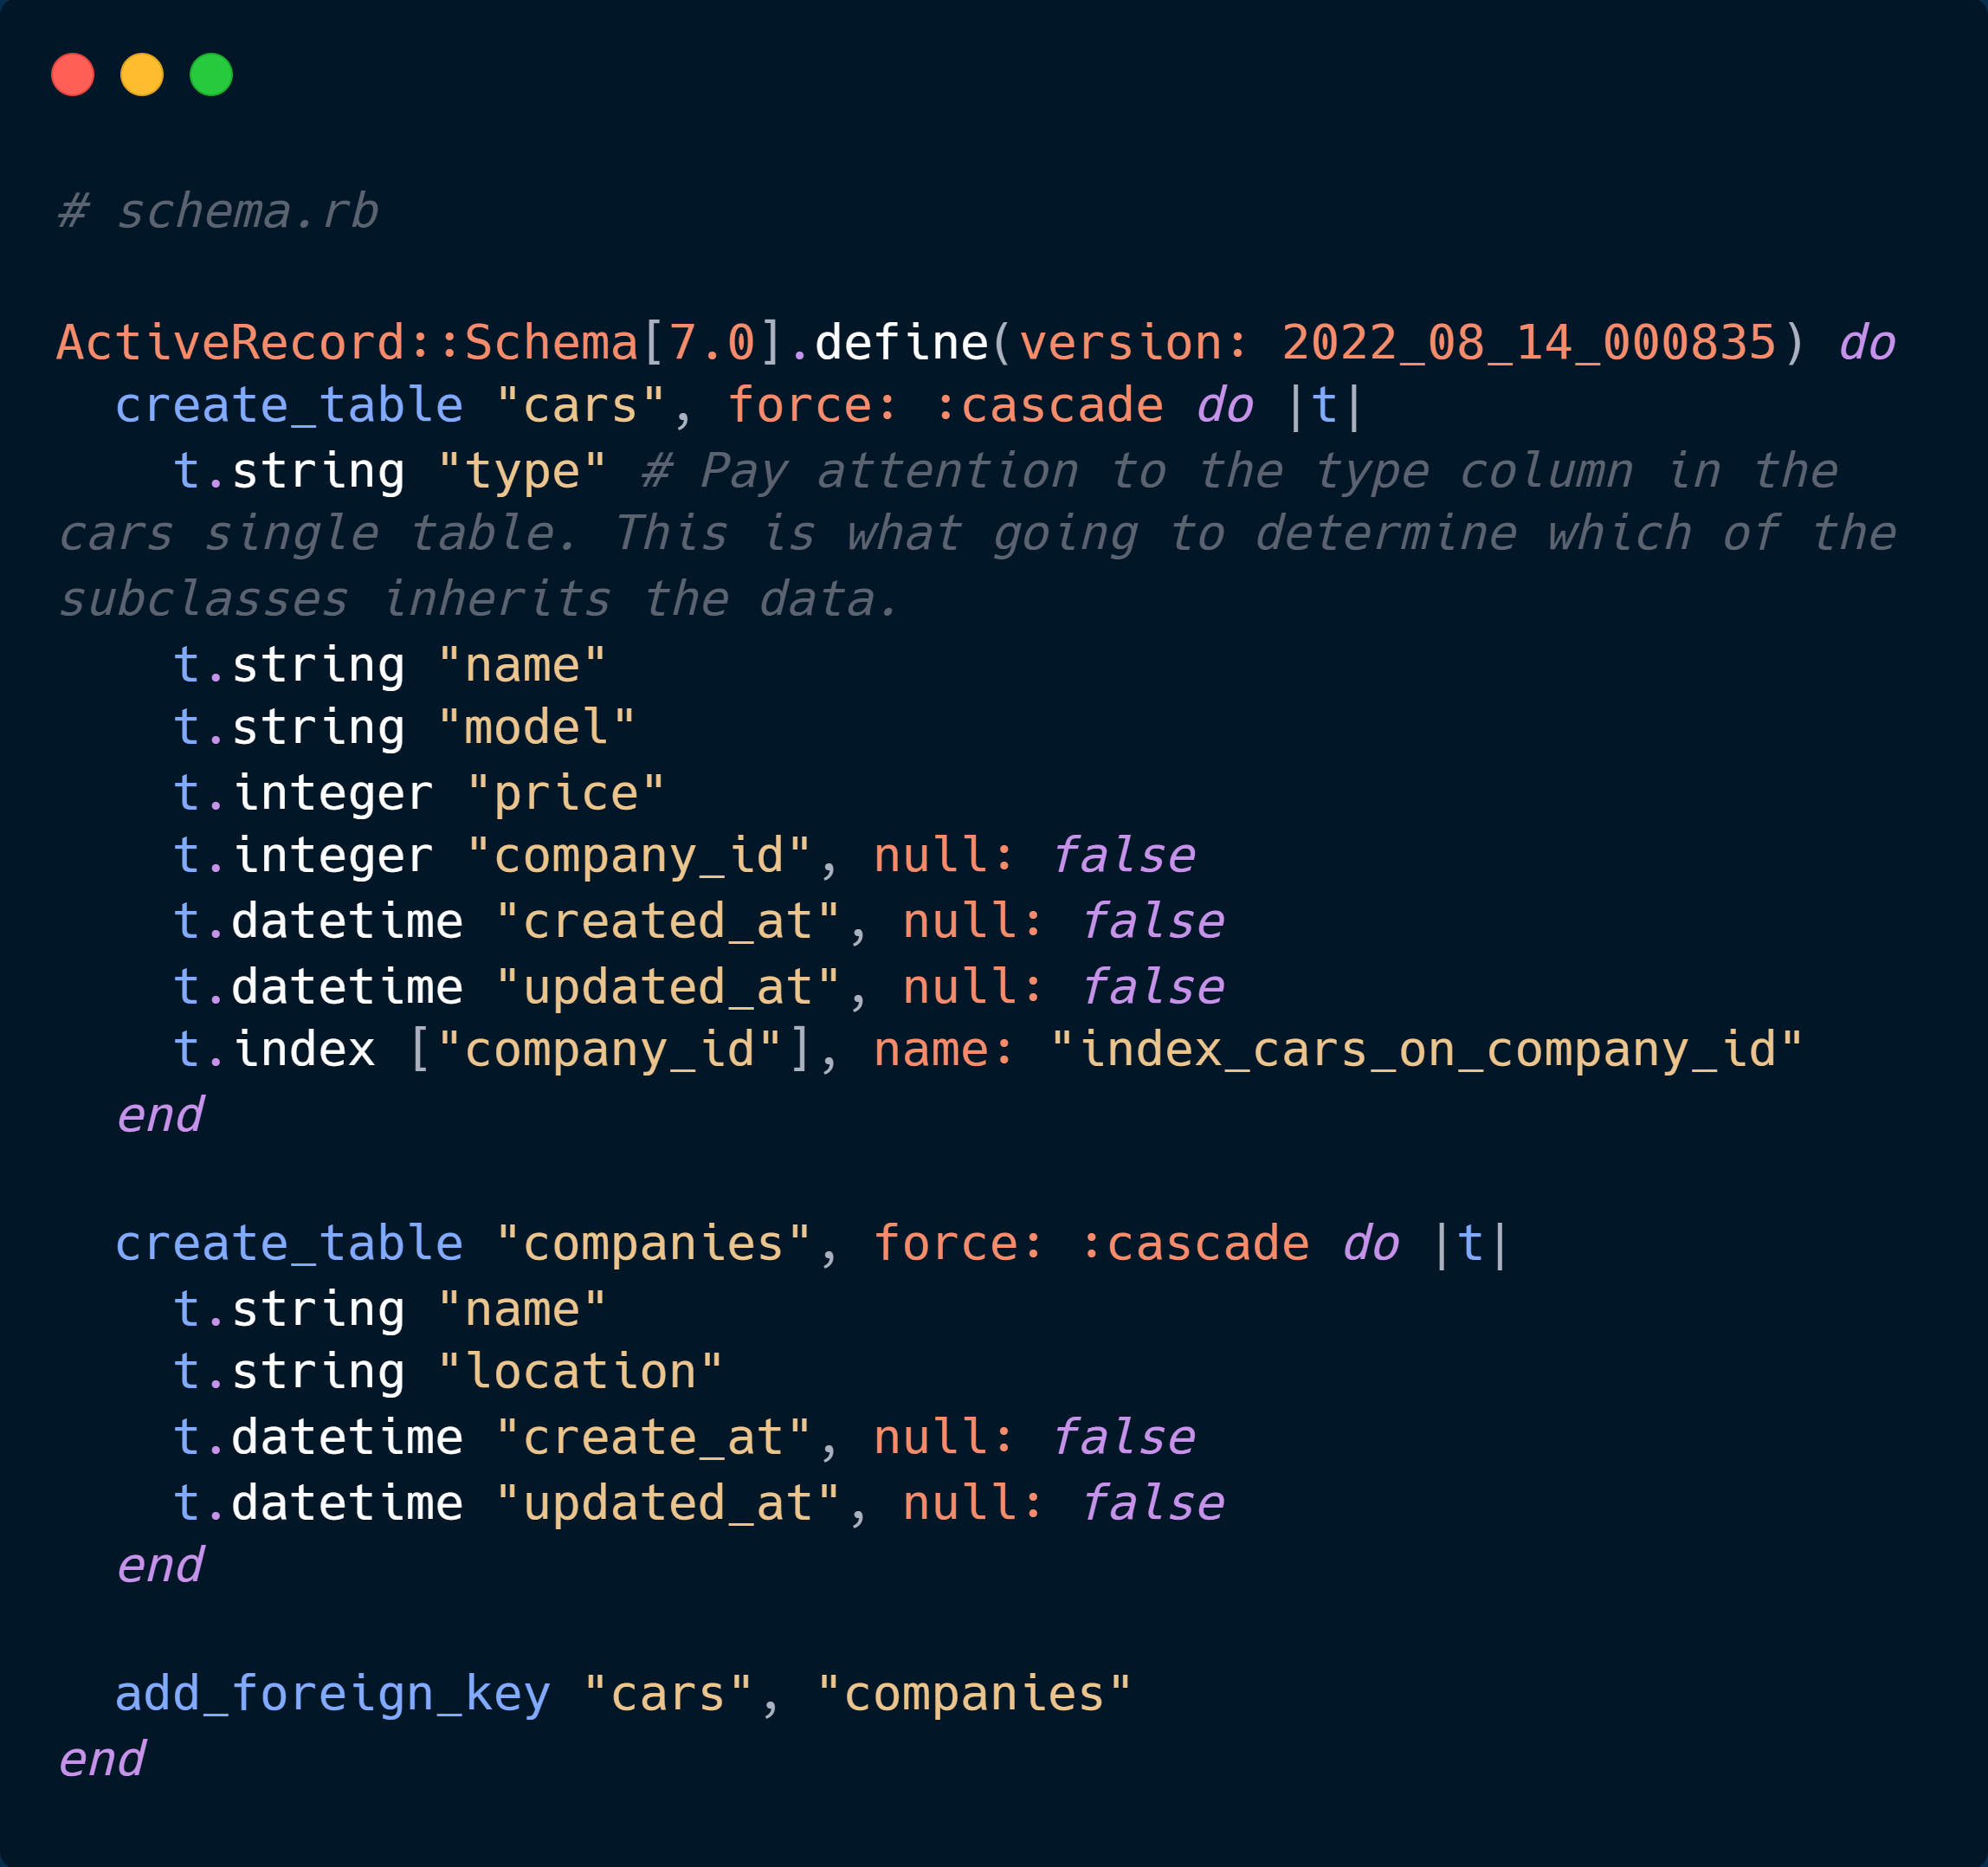 # schema.rb

ActiveRecord::Schema[7.0].define(version: 2022_08_14_000835) do
  create_table "cars", force: :cascade do |t|
    t.string "type" # Pay attention to the type column in the
cars single table. This is what going to determine which of the
subclasses inherits the data.
    t.string "name"
    t.string "model"
    t.integer "price"
    t.integer "company_id", null: false
    t.datetime "created_at", null: false
    t.datetime "updated_at", null: false
    t.index ["company_id"], name: "index_cars_on_company_id"
  end

  create_table "companies", force: :cascade do |t|
    t.string "name"
    t.string "location"
    t.datetime "create_at", null: false
    t.datetime "updated_at", null: false
  end

  add_foreign_key "cars", "companies"
end